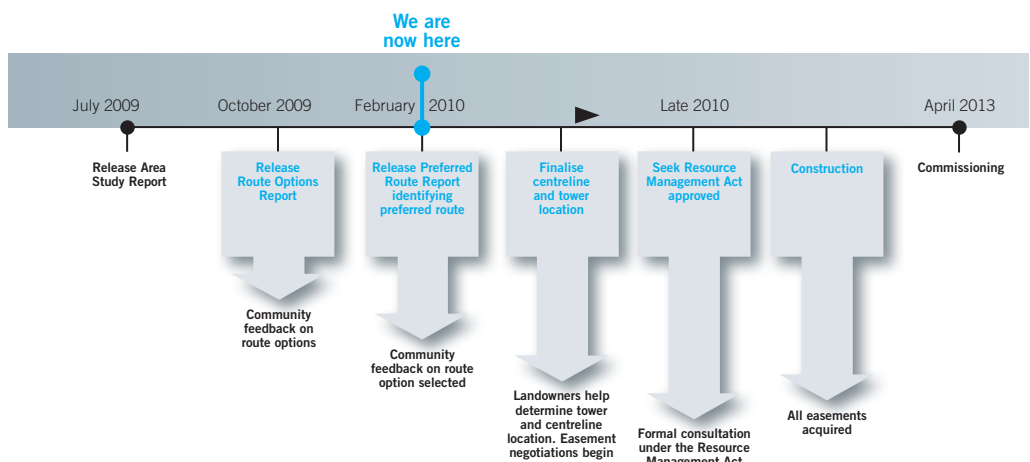 We are
now here
July 2009
October 2009
February 2010
Late 2010
April 2013
Release Area
Study Report
Release
Route Options
Report
Release Preferred
Route Report
identifying
preferred route
Finalise
centreline
and tower
location
Seek Resource
Management Act
approved
Construction
Commissioning
Community
feedback on
route options
Community
feedback on route
option selected
Landowners help
determine tower
and centreline
location. Easement
negotiations begin
Formal consultation
under the Resource
Management Act
All easements
acquired